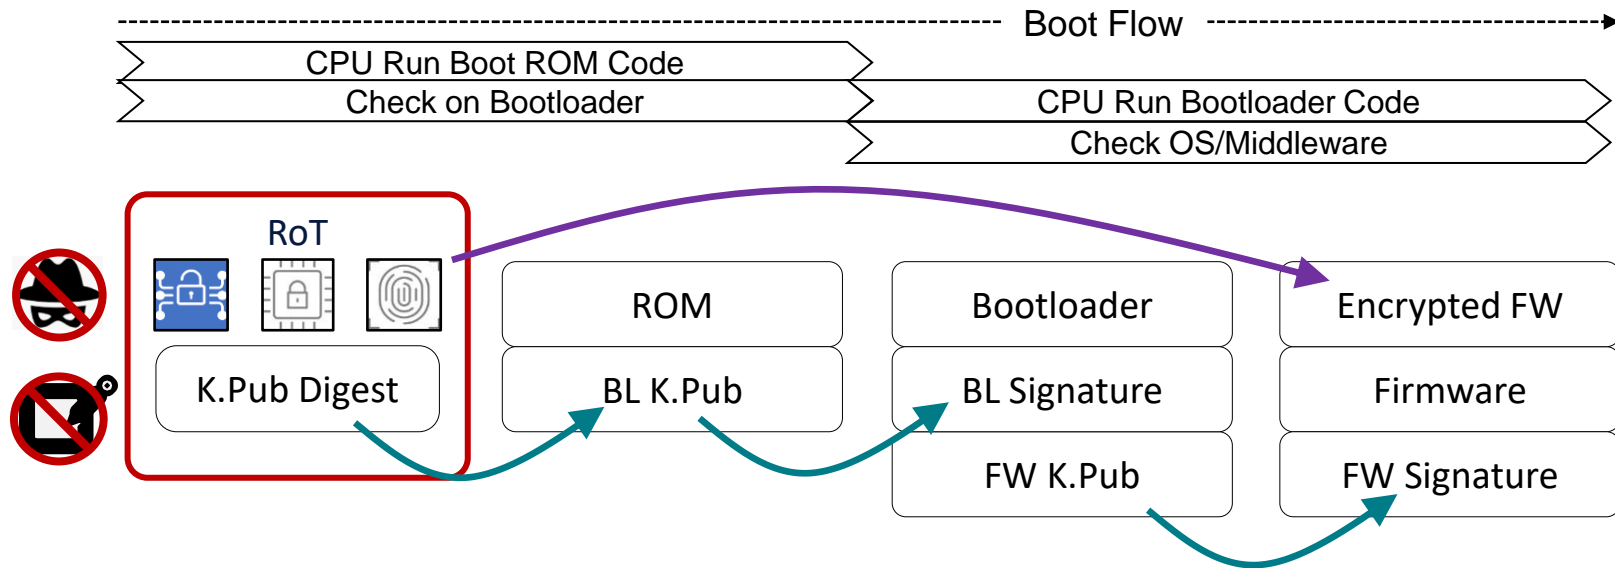 Boot Flow
CPU Run Boot ROM Code
Check on Bootloader
CPU Run Bootloader Code
Check OS/Middleware
RoT
K.Pub Digest
ROM
BL K.Pub
Bootloader
BL Signature
FW K.Pub
Encrypted FW
Firmware
FW Signature